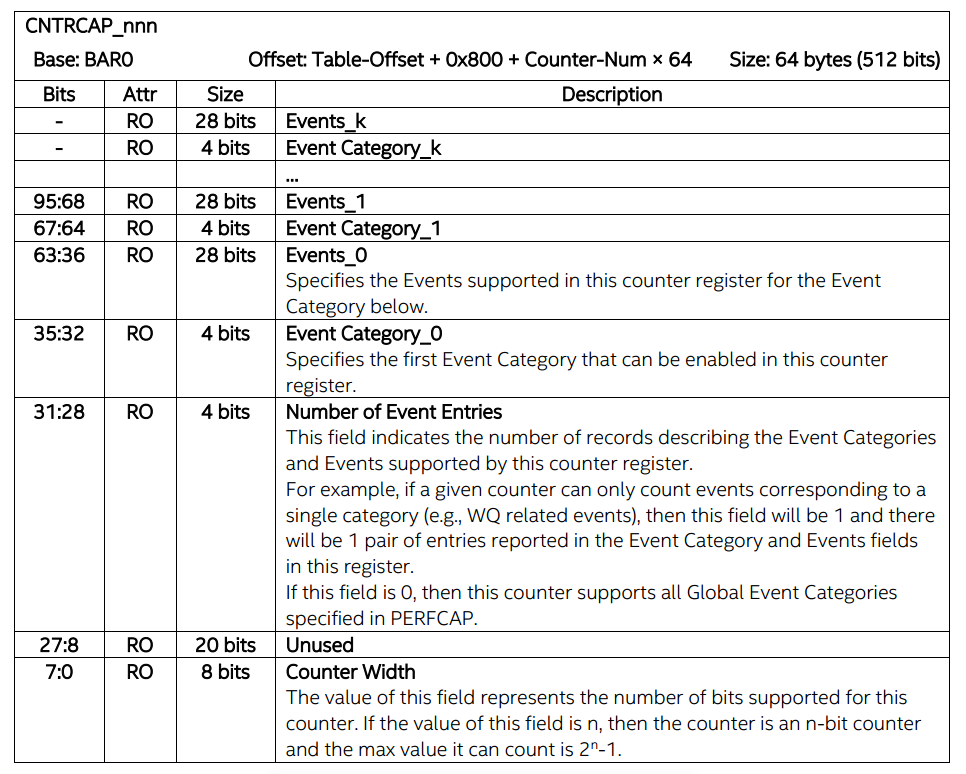 CNTRCAP_nnn
Base: BAR0 Offset: Table-Offset + 0x800 + Counter-Num × 64 Size: 64 bytes (512 bits)
Bits Attr Size Description
- RO 28 bits Events_k
- RO 4 bits Event Category_k
...
95:68 RO 28 bits Events_1
67:64 RO 4 bits Event Category_1
63:36 RO 28 bits Events_0
Specifies the Events supported in this counter register for the Event
Category below.
35:32 RO 4 bits Event Category_0
Specifies the first Event Category that can be enabled in this counter
register.
31:28 RO 4 bits Number of Event Entries
This field indicates the number of records describing the Event Categories
and Events supported by this counter register.
For example, if a given counter can only count events corresponding to a
single category (e.g., WQ related events), then this field will be 1 and there
will be 1 pair of entries reported in the Event Category and Events fields
in this register.
If this field is 0, then this counter supports all Global Event Categories
specified in PERFCAP.
27:8 RO 20 bits Unused
7:0 RO 8 bits Counter Width
The value of this field represents the number of bits supported for this
counter. If the value of this field is n, then the counter is an n-bit counter
and the max value it can count is 2ⁿ-1.